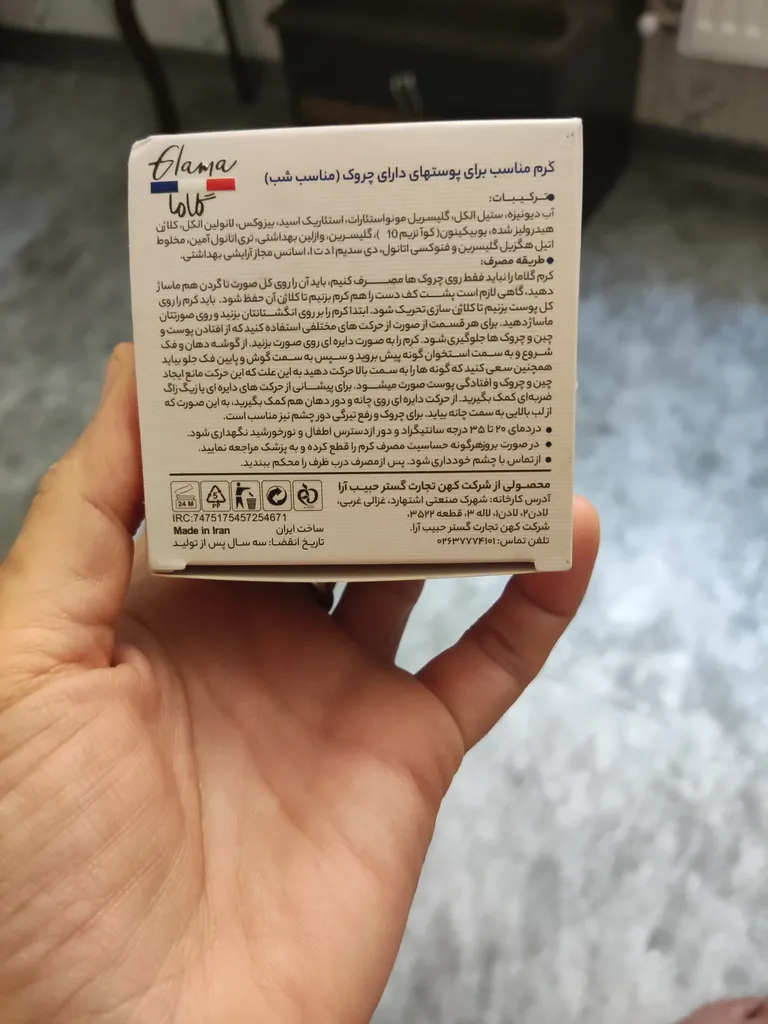 Glama
گلاما
کرم مناسب برای پوستهای دارای چروک (مناسب شب)
●ترکیبات:
آب دیونیزه، ستیل الکل، گلیسریل مونواستئارات، استئاریک اسید، بیزوکس، لانولین الکل، کلاژن
هیدرولیز شده، یوبیکینون( کوآنزیم 10 )، گلیسرین، وازلین بهداشتی، تری اتانول آمین، مخلوط
اتیل هگزیل گلیسرین و فنوکسی اتانول، دی سدیم ا د ت ا، اسانس مجاز آرایشی بهداشتی.
●طریقه مصرف:
کرم گلاما را نباید فقط روی چروک ها مصرف کنیم، باید آن را روی کل صورت تا گردن هم ماساژ
دهید، گاهی لازم است پشت کف دست را هم کرم بزنیم تا کلاژن آن حفظ شود. باید کرم را روی
کل پوست بزنیم تا کلاژن سازی تحریک شود. ابتدا کرم را بر روی انگشتانتان بزنید و روی صورتتان
ماساژ دهید. برای هر قسمت از صورت از حرکت های مختلفی استفاده کنید که از افتادن پوست و
چین و چروک ها جلوگیری شود. کرم را به صورت دایره ای روی صورت بزنید. از گوشه دهان و فک
شروع و به سمت استخوان گونه پیش بروید و سپس به سمت گوش و پایین فک جلو بیاید
همچنین سعی کنید که گونه ها را به سمت بالا حرکت دهید به این علت که این حرکت مانع ایجاد
چین و چروک و افتادگی پوست صورت میشود. برای پیشانی از حرکت های دایره ای یا زیگ زاگ
ضربه‌ای کمک بگیرید. از حرکت دایره ای روی چانه و دور دهان هم کمک بگیرید، به این صورت که
از لب بالایی به سمت چانه بیاید. برای چروک و رفع تیرگی دور چشم نیز مناسب است.
● در دمای ۲۰ تا ۳۵ درجه سانتیگراد و دور از دسترس اطفال و نور خورشید نگهداری شود.
● در صورت بروز هرگونه حساسیت مصرف کرم را قطع کرده و به پزشک مراجعه نمایید.
● از تماس با چشم خودداری شود. پس از مصرف درب ظرف را محکم ببندید.
محصولی از شرکت کهن تجارت گستر حبیب آرا
آدرس کارخانه: شهرک صنعتی اشتهارد، غزالی غربی،
لادن۲، لادن۱، لاله ۳، قطعه ۳۵۲۲،
شرکت کهن تجارت گستر حبیب آرا.
تلفن تماس: ۰۲۶۳۷۷۷۴۱۰۱
24 M
5
PP
IRC:7475175457254671
Made in Iran ساخت ایران
تاریخ انقضا: سه سال پس از تولید